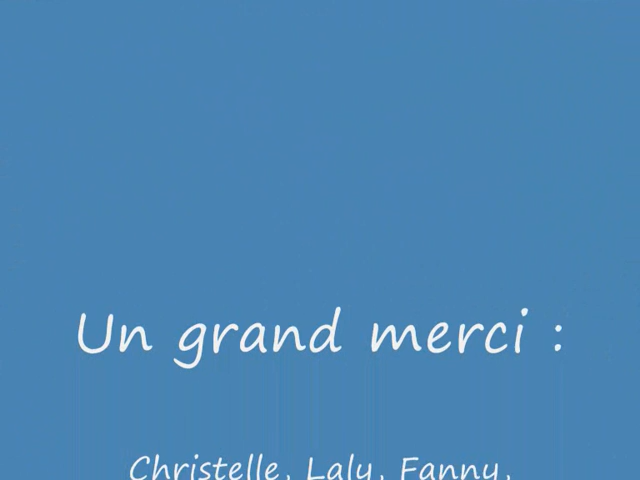 Un grand merci :
Christelle, Laly, Fanny,